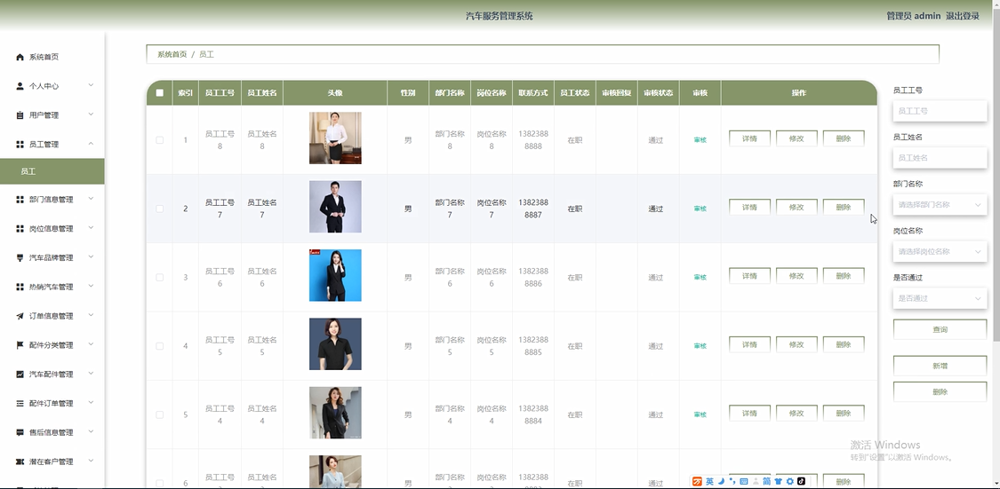 汽车服务管理系统
管理员 admin 退出登录
系统首页
个人中心
用户管理
员工管理
员工
部门信息管理
岗位信息管理
汽车品牌管理
热销汽车管理
订单信息管理
配件分类管理
汽车配件管理
配件订单管理
售后信息管理
潜在客户管理
系统首页 / 员工
索引 员工工号 员工姓名 头像 性别 部门名称 岗位名称 联系方式 员工状态 审核回复 审核状态 审核 操作
1 员工工号8 员工姓名8 男 部门名称8 岗位名称8 13823888888 在职 通过 审核 详情 修改 删除
2 员工工号7 员工姓名7 男 部门名称7 岗位名称7 13823888887 在职 通过 审核 详情 修改 删除
3 员工工号6 员工姓名6 男 部门名称6 岗位名称6 13823888886 在职 通过 审核 详情 修改 删除
4 员工工号5 员工姓名5 男 部门名称5 岗位名称5 13823888885 在职 通过 审核 详情 修改 删除
5 员工工号4 员工姓名4 男 部门名称4 岗位名称4 13823888884 在职 通过 审核 详情 修改 删除
6 员工工号 员工姓名 男 部门名称 岗位名称 1382388 在职 通过 删除
员工工号
员工工号
员工姓名
员工姓名
部门名称
请选择部门名称
岗位名称
请选择岗位名称
是否通过
是否通过
查询
新增
删除
激活 Windows
转到"设置"以激活 Windows。
英 简